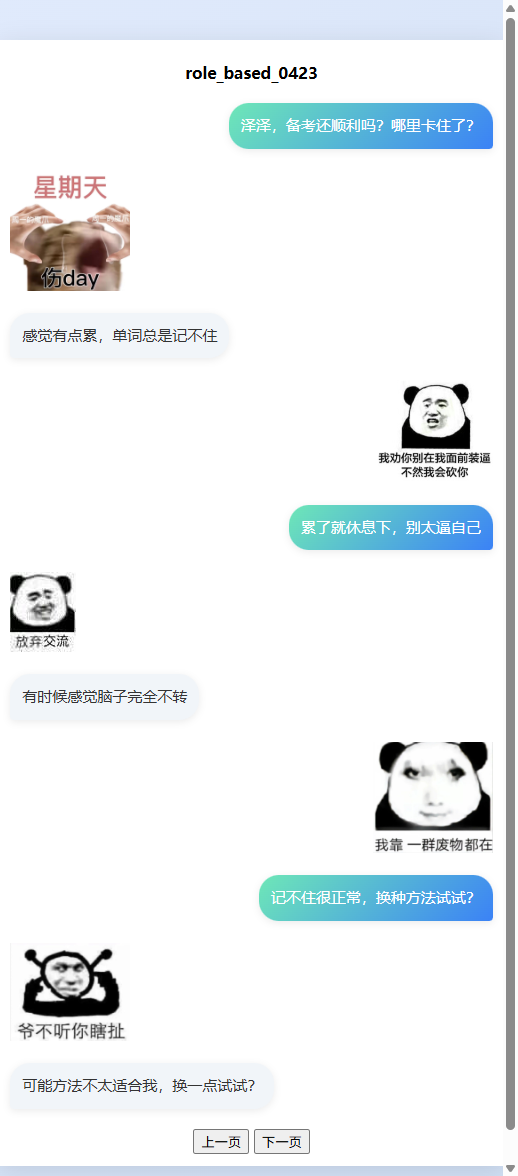 role_based_0423
泽泽，备考还顺利吗？哪里卡住了？
星期天
伤day
感觉有点累，单词总是记不住
我劝你别在我面前装逼
不然我会砍你
累了就休息下，别太逼自己
放弃交流
有时候感觉脑子完全不转
我靠 一群废物都在
记不住很正常，换种方法试试？
爷不听你瞎扯
可能方法不太适合我，换一点试试？
上一页 下一页